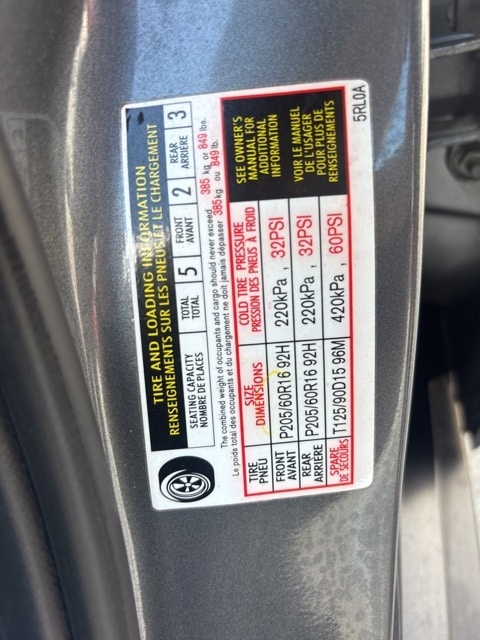 TIRE AND LOADING INFORMATION
RENSEIGNEMENTS SUR LES PNEUS ET LE CHARGEMENT
SEATING CAPACITY TOTAL 5 FRONT 2 REAR 3
NOMBRE DE PLACES TOTAL AVANT ARRIÈRE
The combined weight of occupants and cargo should never exceed 385 kg or 849 lbs.
Le poids total des occupants et du chargement ne doit jamais dépasser 385 kg ou 849 lb.
TIRE SIZE COLD TIRE PRESSURE
PNEU DIMENSIONS PRESSION DES PNEUS À FROID
FRONT P205/60R16 92H 220kPa , 32PSI
AVANT
REAR P205/60R16 92H 220kPa , 32PSI
ARRIÈRE
SPARE T125/90D15 96M 420kPa , 60PSI
DE SECOURS
SEE OWNER'S
MANUAL FOR
ADDITIONAL
INFORMATION
VOIR LE MANUEL
DE L'USAGER
POUR PLUS DE
RENSEIGNEMENTS
5RL0A